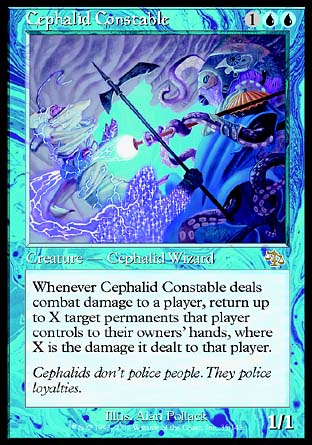 Cephalid Constable 1
Creature — Cephalid Wizard
Whenever Cephalid Constable deals
combat damage to a player, return up
to X target permanents that player
controls to their owners' hands, where
X is the damage it dealt to that player.
Cephalids don't police people. They police
loyalties.
Illus. Alan Pollack
1/1